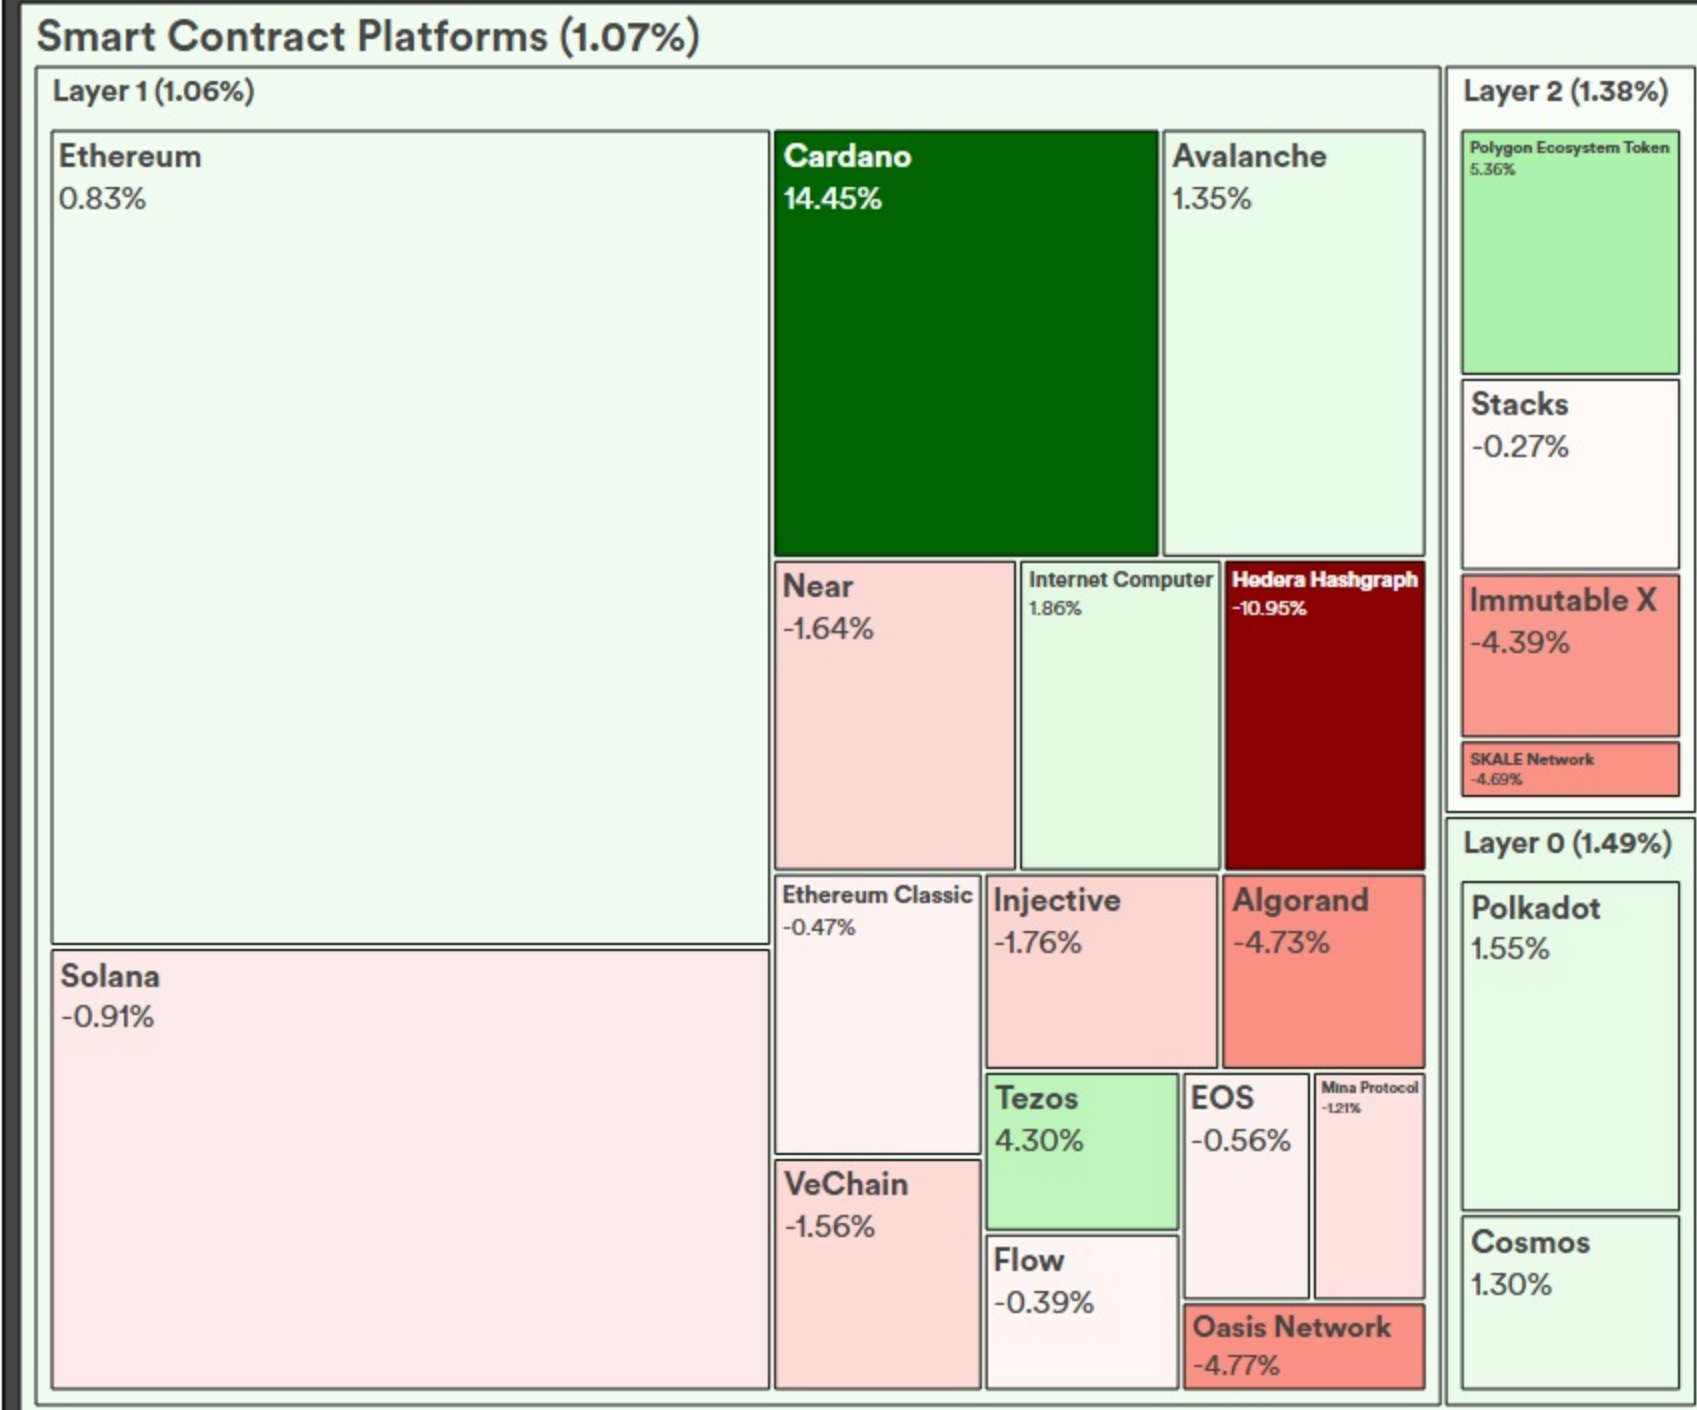 Smart Contract Platforms (1.07%)
Layer 1 (1.06%)
Ethereum
0.83%
Solana
-0.91%
Cardano
14.45%
Avalanche
1.35%
Near
-1.64%
Internet Computer
1.86%
Hedera Hashgraph
-10.95%
Ethereum Classic
-0.47%
Injective
-1.76%
Algorand
-4.73%
VeChain
-1.56%
Tezos
4.30%
EOS
-0.56%
Mina Protocol
-1.21%
Flow
-0.39%
Oasis Network
-4.77%
Layer 2 (1.38%)
Polygon Ecosystem Token
5.36%
Stacks
-0.27%
Immutable X
-4.39%
SKALE Network
-4.69%
Layer 0 (1.49%)
Polkadot
1.55%
Cosmos
1.30%